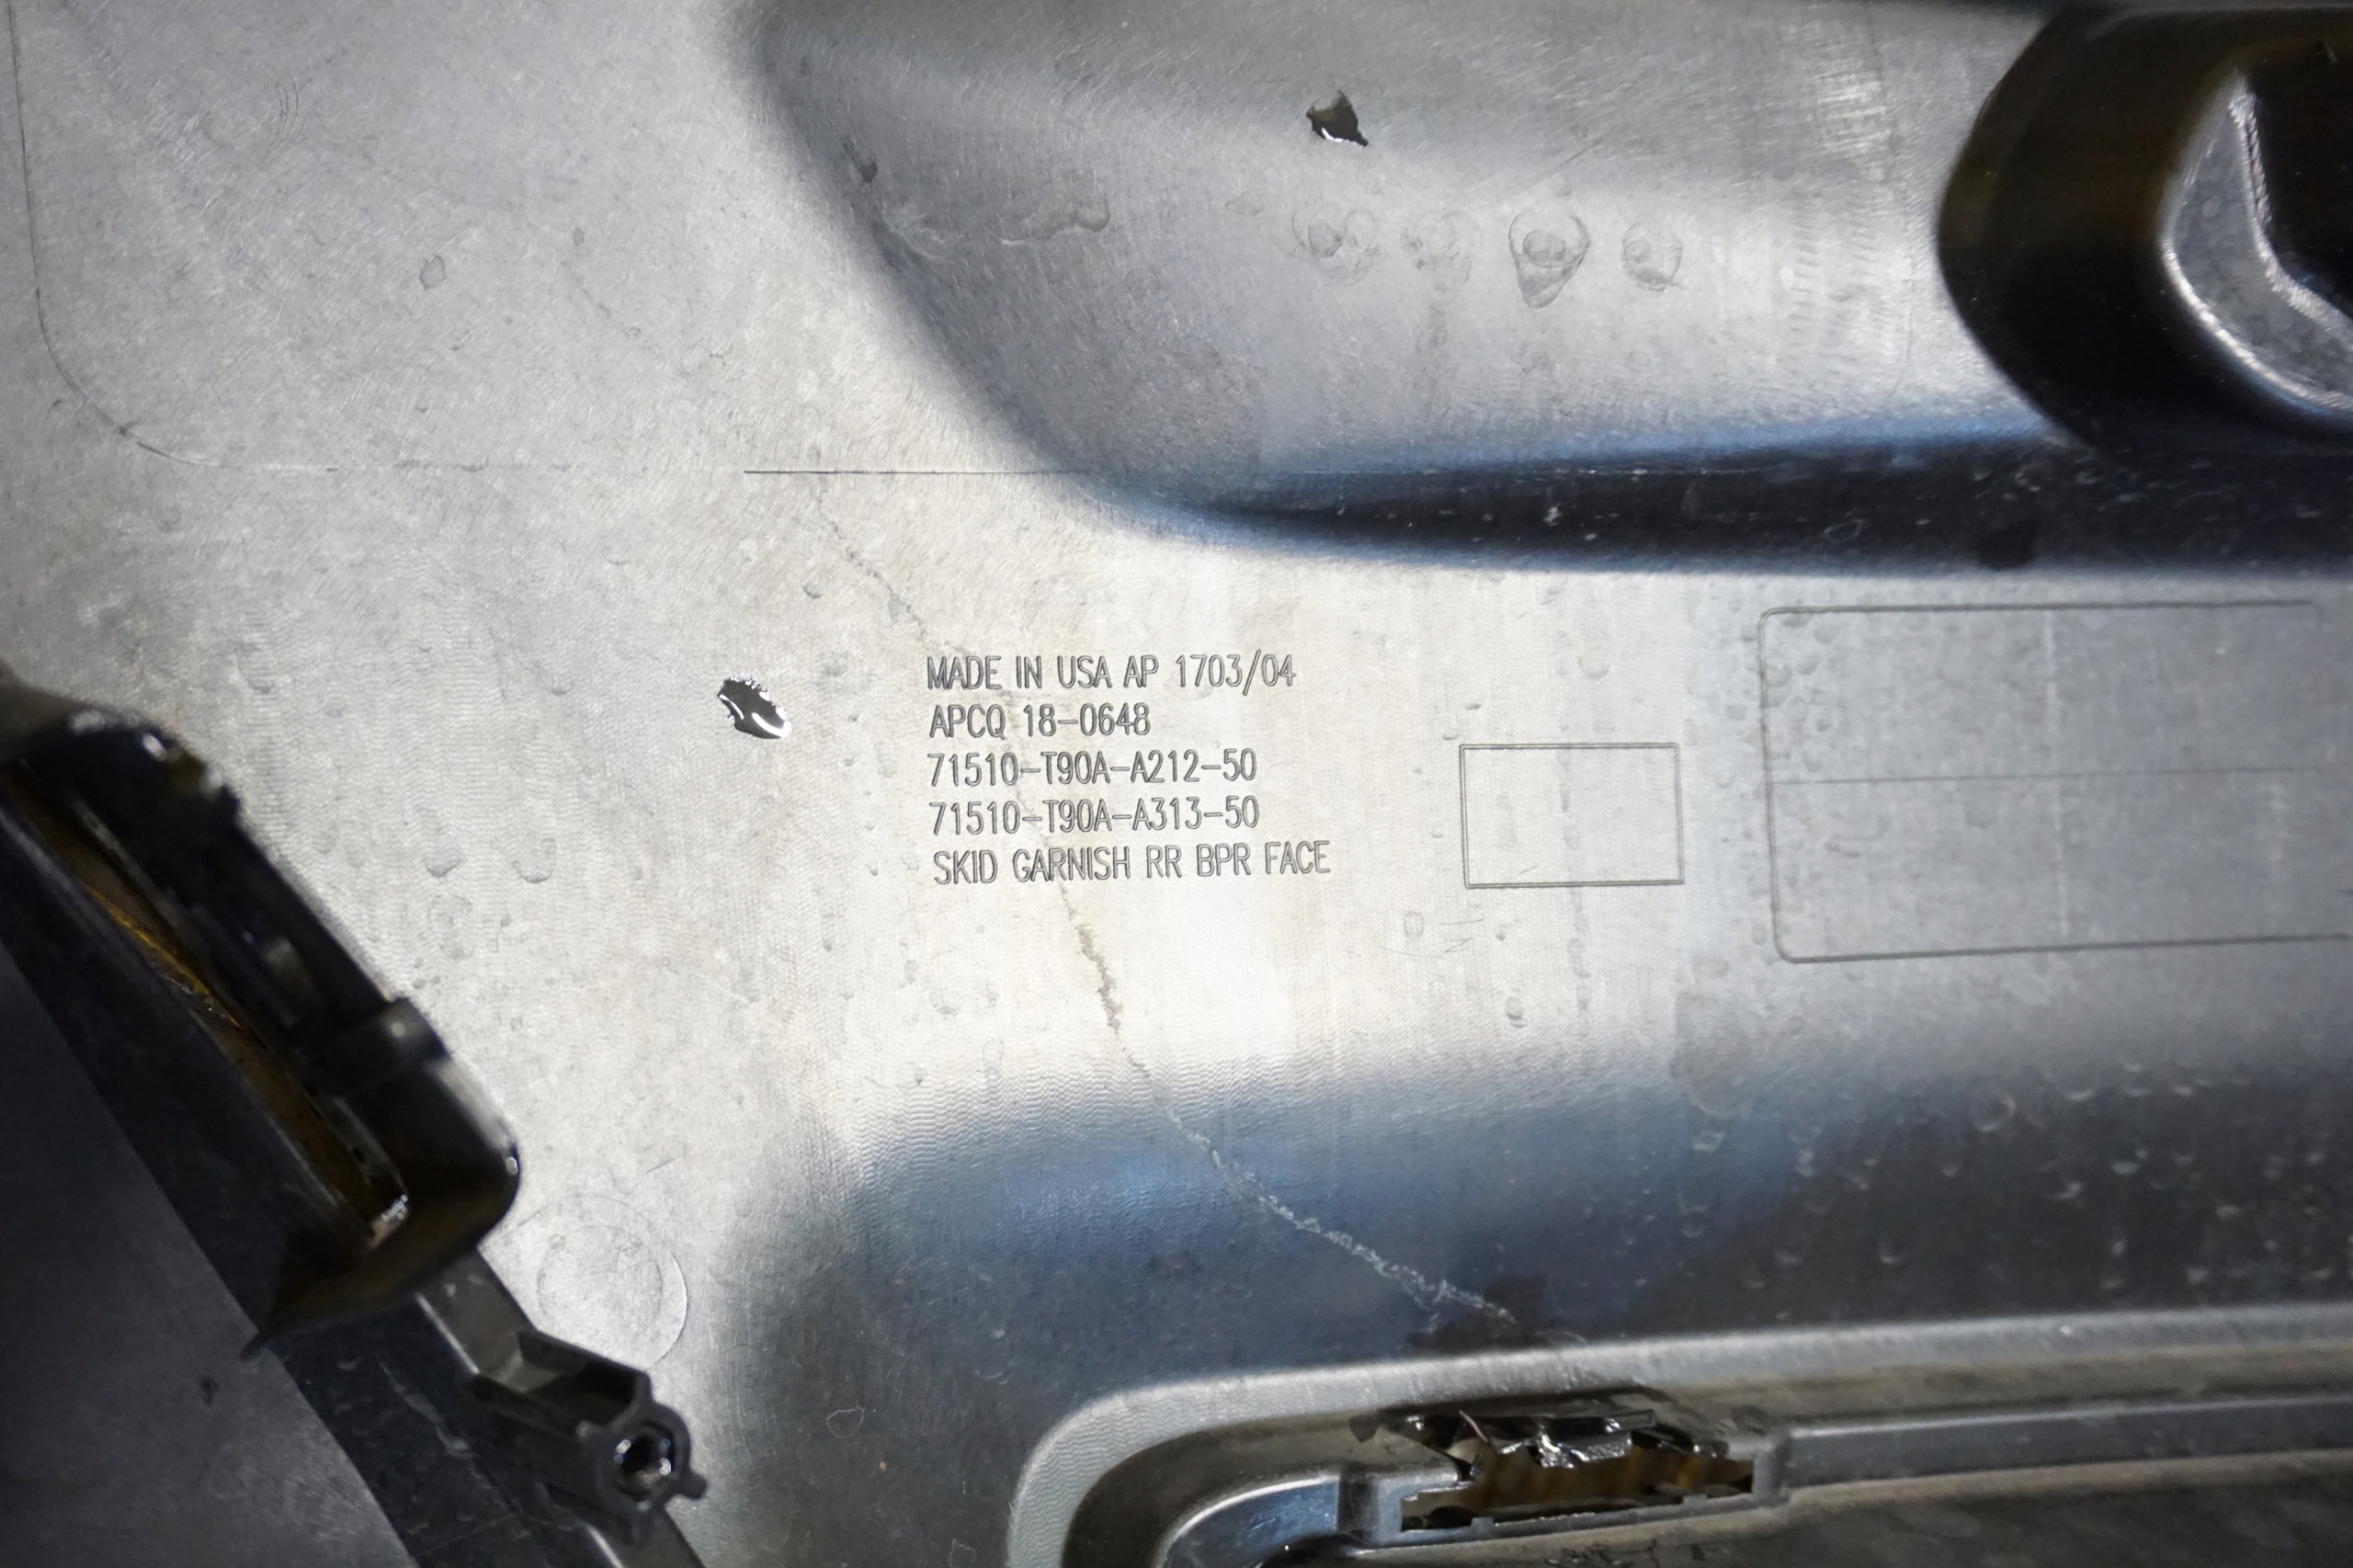 MADE IN USA AP 1703/04
APCQ 18-0648
71510-T90A-A212-50
71510-T90A-A313-50
SKID GARNISH RR BPR FACE